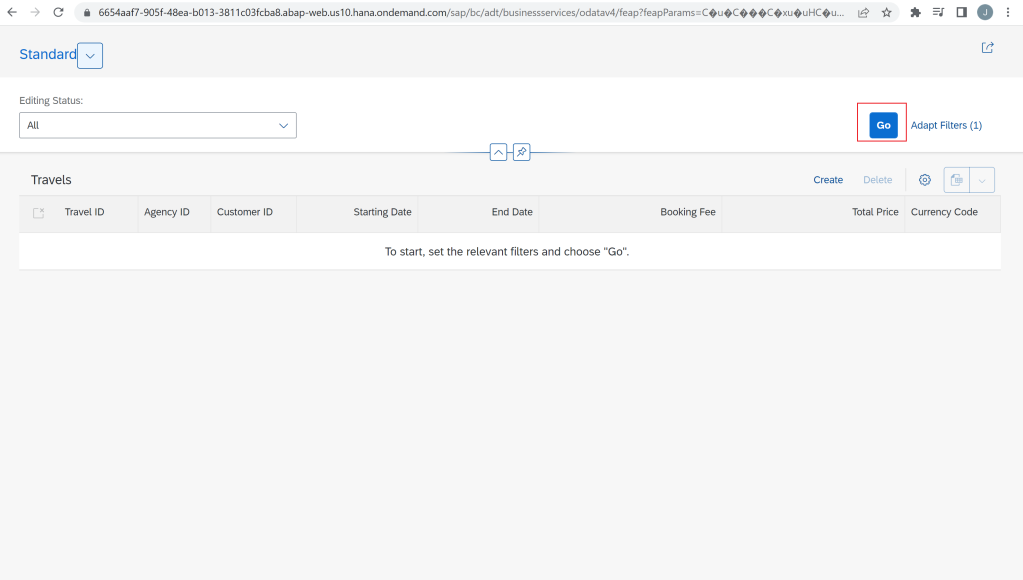 6654aaf7-905f-48ea-b013-3811c03fcba8.abap-web.us10.hana.ondemand.com/sap/bc/adt/businessservices/odatav4/feap?feapParams=C�u�C���C�xu�uHC�u... J
Standard
Editing Status:
All
Go Adapt Filters (1)
Travels Create Delete
Travel ID Agency ID Customer ID Starting Date End Date Booking Fee Total Price Currency Code
To start, set the relevant filters and choose "Go".